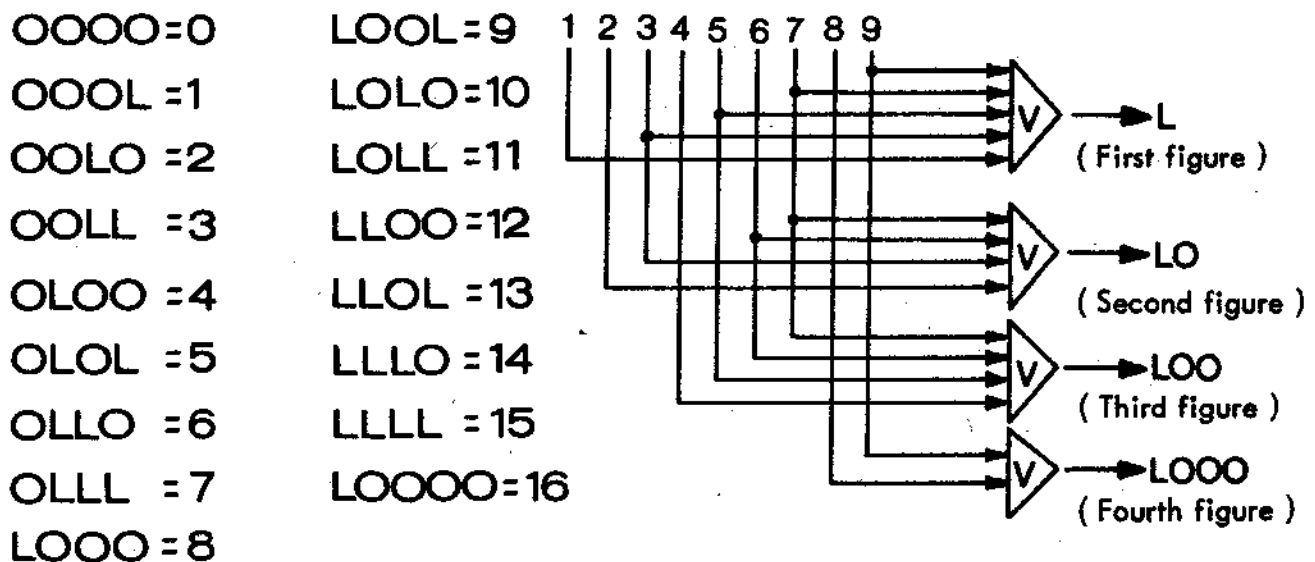 OOOO=0
OOOL=1
OOLO=2
OOLL=3
OLOO=4
OLOL=5
OLLO=6
OLLL=7
LOOO=8
LOOL=9
LOLO=10
LOLL=11
LLOO=12
LLOL=13
LLLO=14
LLLL=15
LOOOO=16
1 2 3 4 5 6 7 8 9
V
L
(First figure)
V
LO
(Second figure)
V
LOO
(Third figure)
V
LOOO
(Fourth figure)